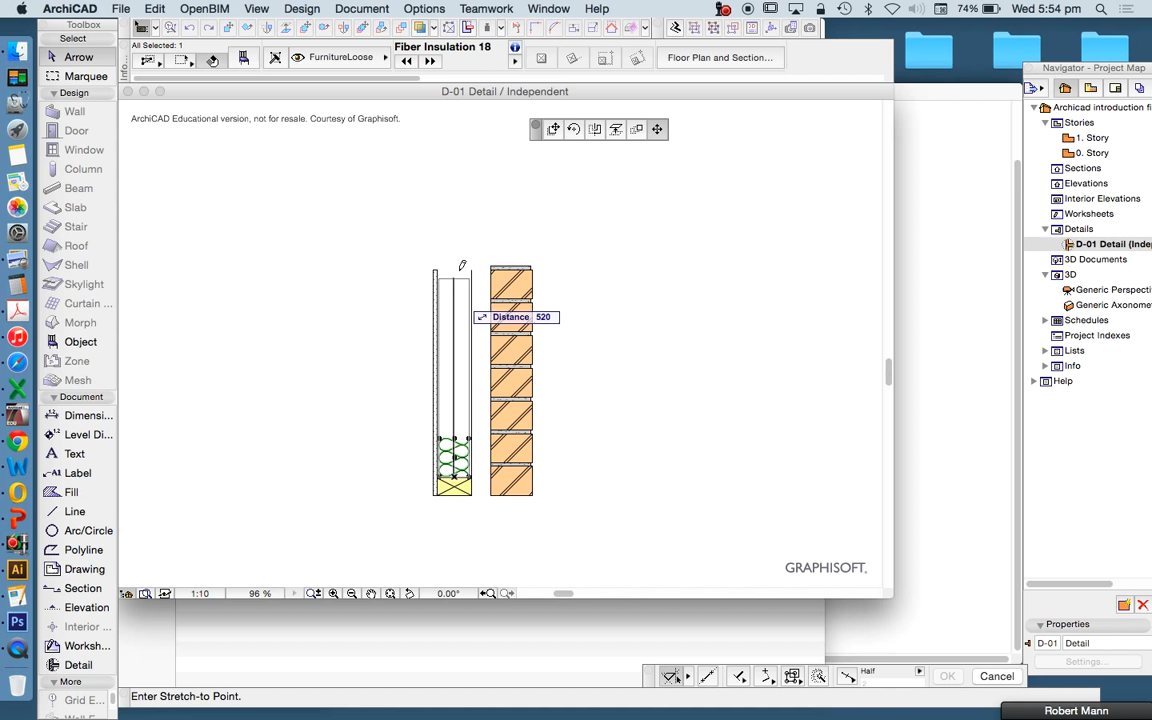 ArchiCAD File Edit OpenBIM View Design Document Options Teamwork Window Help 74% Wed 5:54 pm
Toolbox
Select
Arrow
Marquee
Design
Wall
Door
Window
Column
Beam
Slab
Stair
Roof
Shell
Skylight
Curtain ...
Morph
Object
Zone
Mesh
Document
Dimensi...
Level Di...
Text
Label
Fill
Line
Arc/Circle
Polyline
Drawing
Section
Elevation
Interior ...
Worksh...
Detail
More
Grid E...
All Selected: 1
Info...
FurnitureLoose
Fiber Insulation 18
Floor Plan and Section...
D-01 Detail / Independent
ArchiCAD Educational version, not for resale. Courtesy of Graphisoft.
Distance 520
GRAPHISOFT.
1:10 96 % 0.00°
Half
OK Cancel
Enter Stretch-to Point.
Navigator - Project Map
Archicad introduction fi
Stories
1. Story
0. Story
Sections
Elevations
Interior Elevations
Worksheets
Details
D-01 Detail (Indep
3D Documents
3D
Generic Perspecti
Generic Axonome
Schedules
Project Indexes
Lists
Info
Help
Properties
D-01 Detail
Settings...
Robert Mann